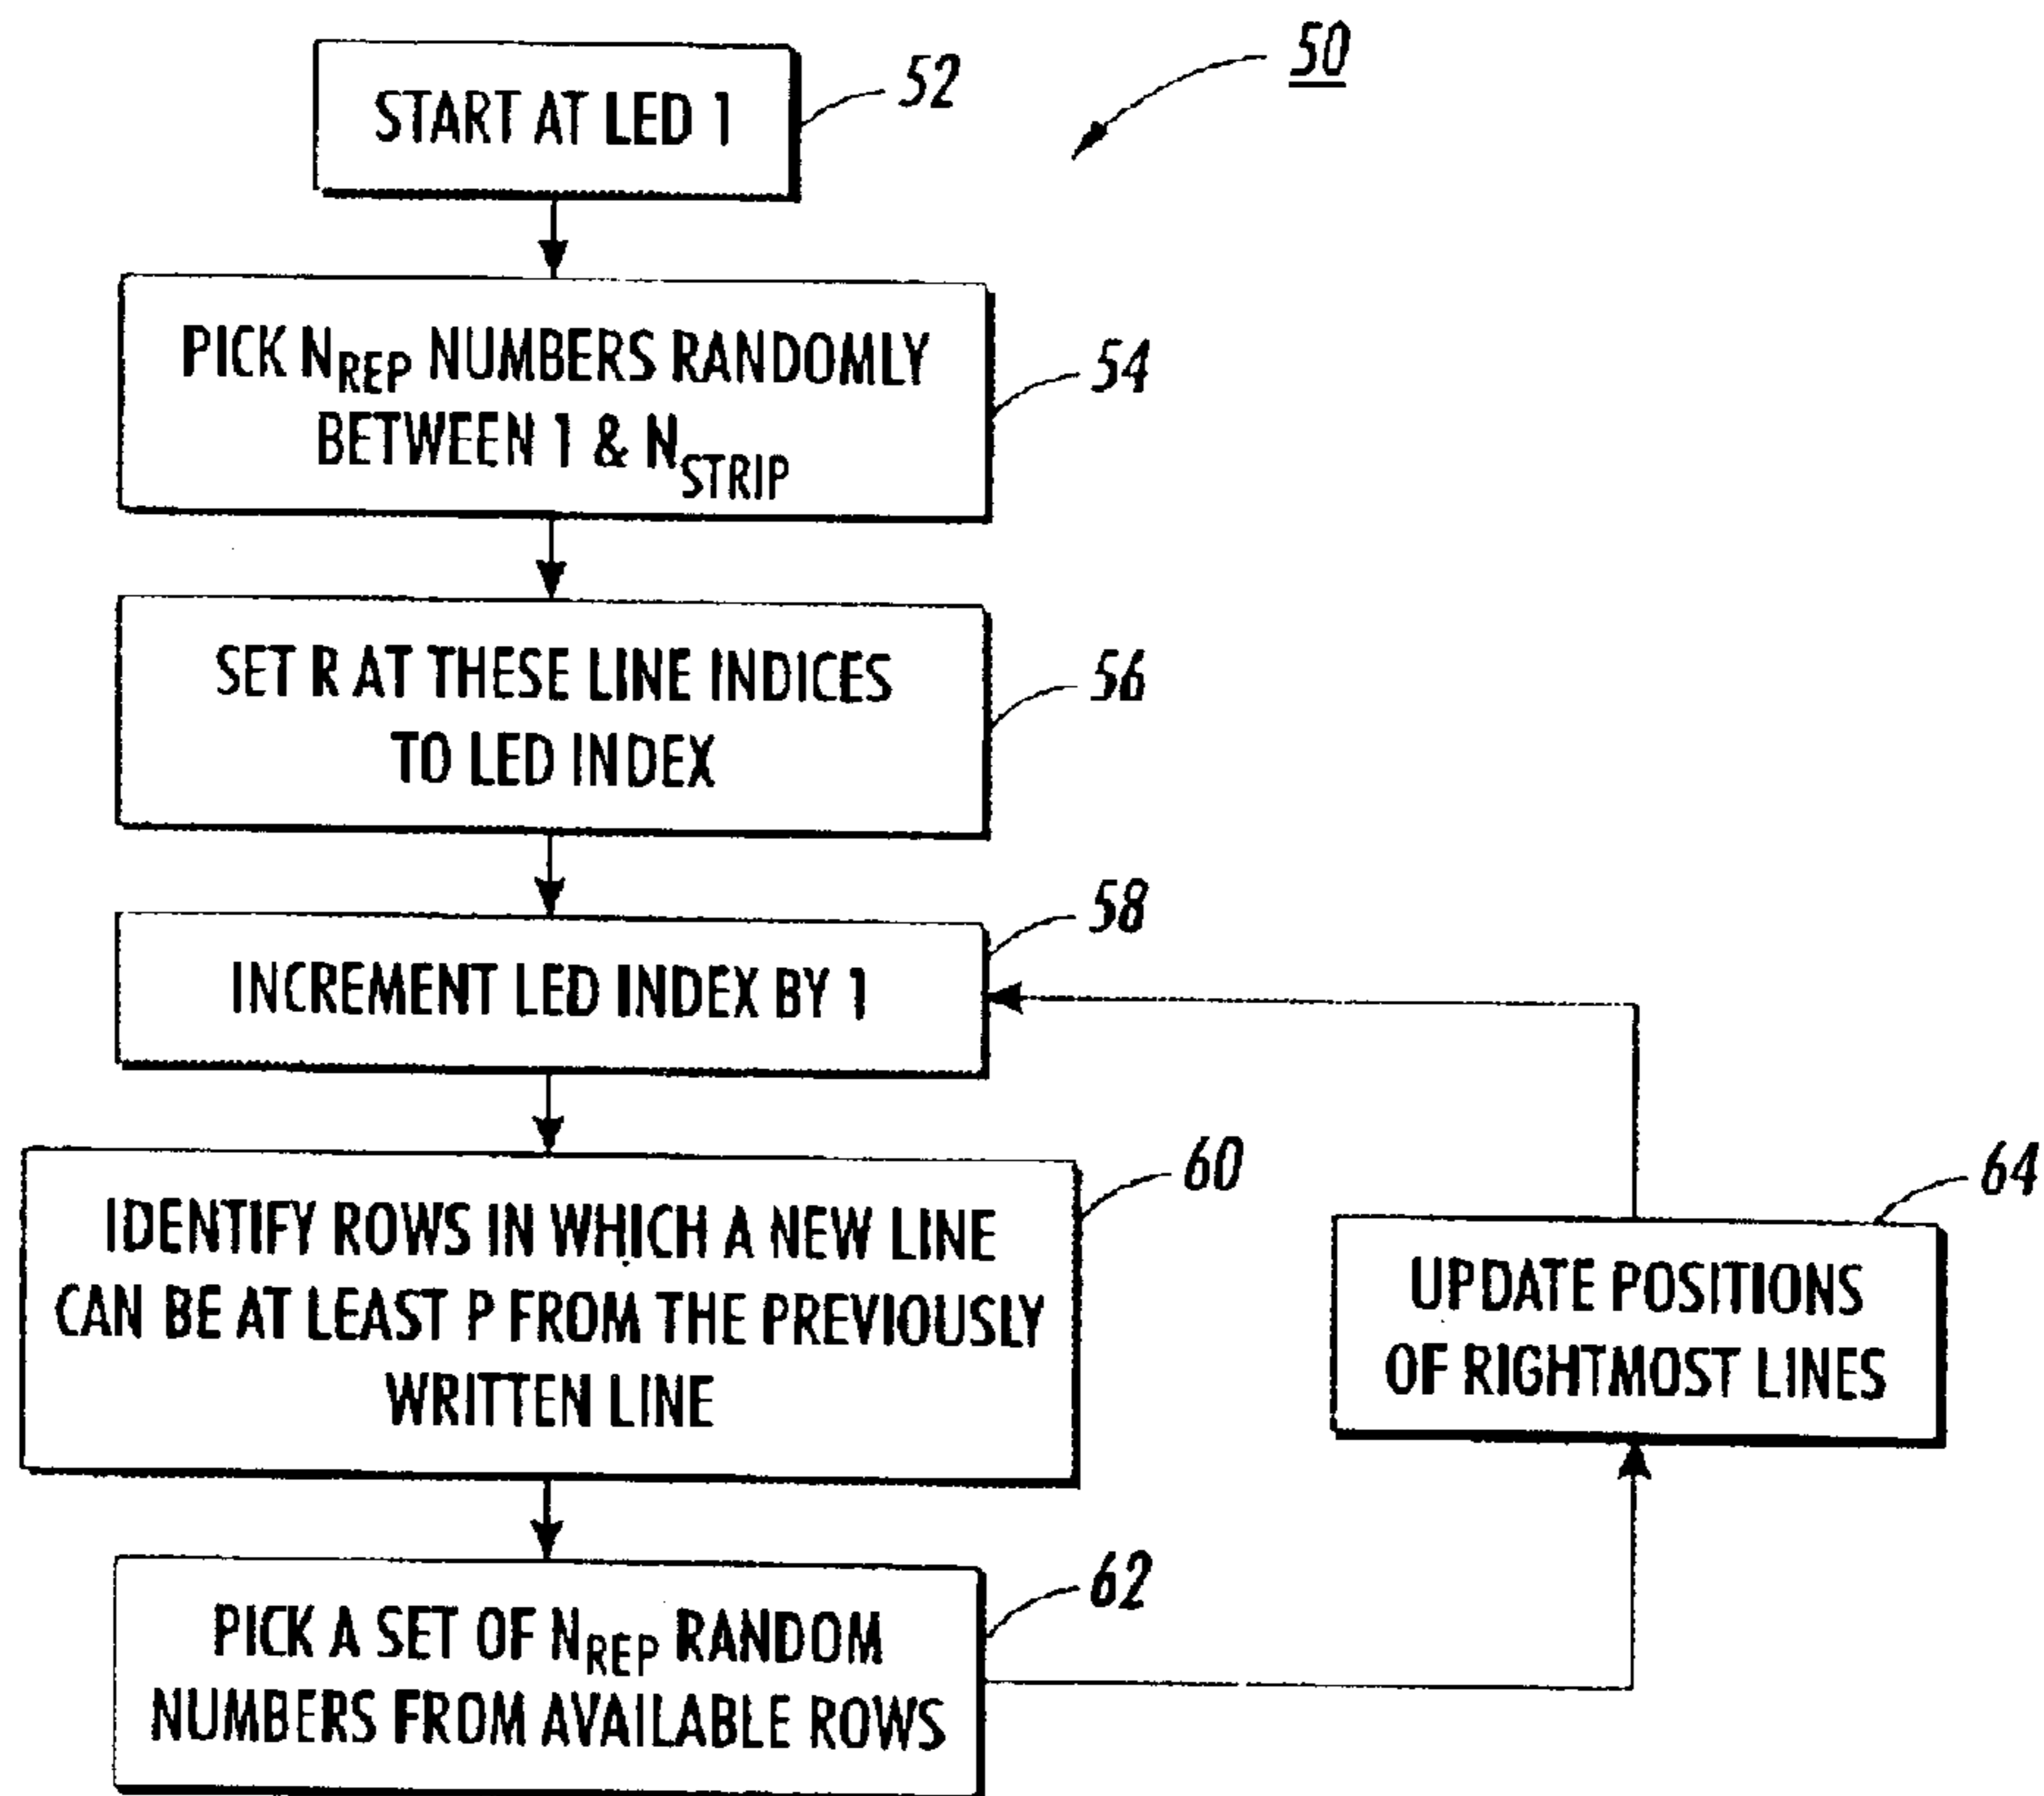 50
START AT LED 1
52
PICK NREP NUMBERS RANDOMLY
BETWEEN 1 & NSTRIP
54
SET R AT THESE LINE INDICES
TO LED INDEX
56
INCREMENT LED INDEX BY 1
58
IDENTIFY ROWS IN WHICH A NEW LINE
CAN BE AT LEAST P FROM THE PREVIOUSLY
WRITTEN LINE
60
PICK A SET OF NREP RANDOM
NUMBERS FROM AVAILABLE ROWS
62
UPDATE POSITIONS
OF RIGHTMOST LINES
64